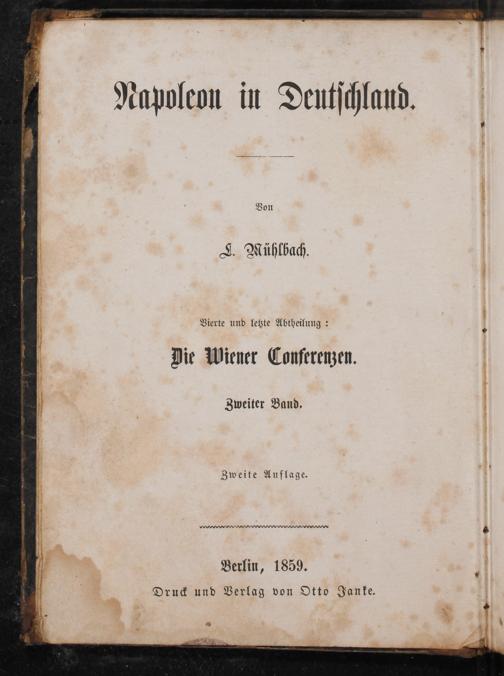 Napoleon in Deutschland.
Von
L. Mühlbach.
Vierte und letzte Abtheilung:
Die Wiener Conferenzen.
Zweiter Band.
Zweite Auflage.
Berlin, 1859.
Druck und Verlag von Otto Janke.